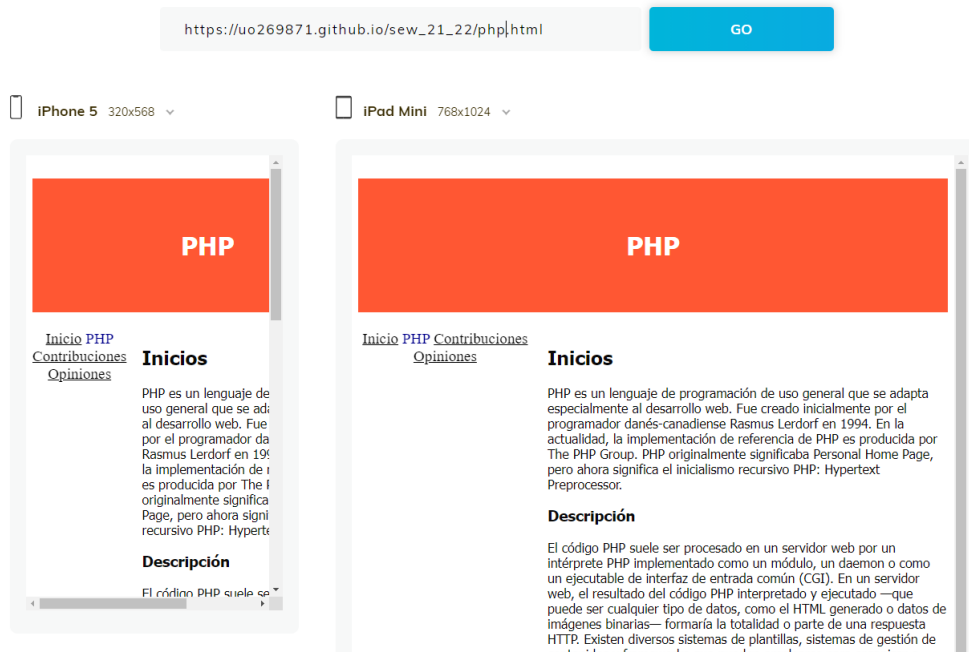 https://uo269871.github.io/sew_21_22/php.html
GO
iPhone 5 320x568
PHP
Inicio PHP
Contribuciones
Opiniones
Inicios
PHP es un lenguaje de
uso general que se
al desarrollo web. Fue
por el programador
Rasmus Lerdorf en
la implementación de
es producida por The
originalmente
Page, pero ahora
recursivo PHP:
Descripción
El código PHP suele
iPad Mini 768x1024
PHP
Inicio PHP Contribuciones
Opiniones
Inicios
PHP es un lenguaje de programación de uso general que se adapta
especialmente al desarrollo web. Fue creado inicialmente por el
programador danés-canadiense Rasmus Lerdorf en 1994. En la
actualidad, la implementación de referencia de PHP es producida por
The PHP Group. PHP originalmente significaba Personal Home Page,
pero ahora significa el inicialismo recursivo PHP: Hypertext
Preprocessor.
Descripción
El código PHP suele ser procesado en un servidor web por un
intérprete PHP implementado como un módulo, un daemon o como
un ejecutable de interfaz de entrada común (CGI). En un servidor
web, el resultado del código PHP interpretado y ejecutado —que
puede ser cualquier tipo de datos, como el HTML generado o datos de
imágenes binarias— formaría la totalidad o parte de una respuesta
HTTP. Existen diversos sistemas de plantillas, sistemas de gestión de